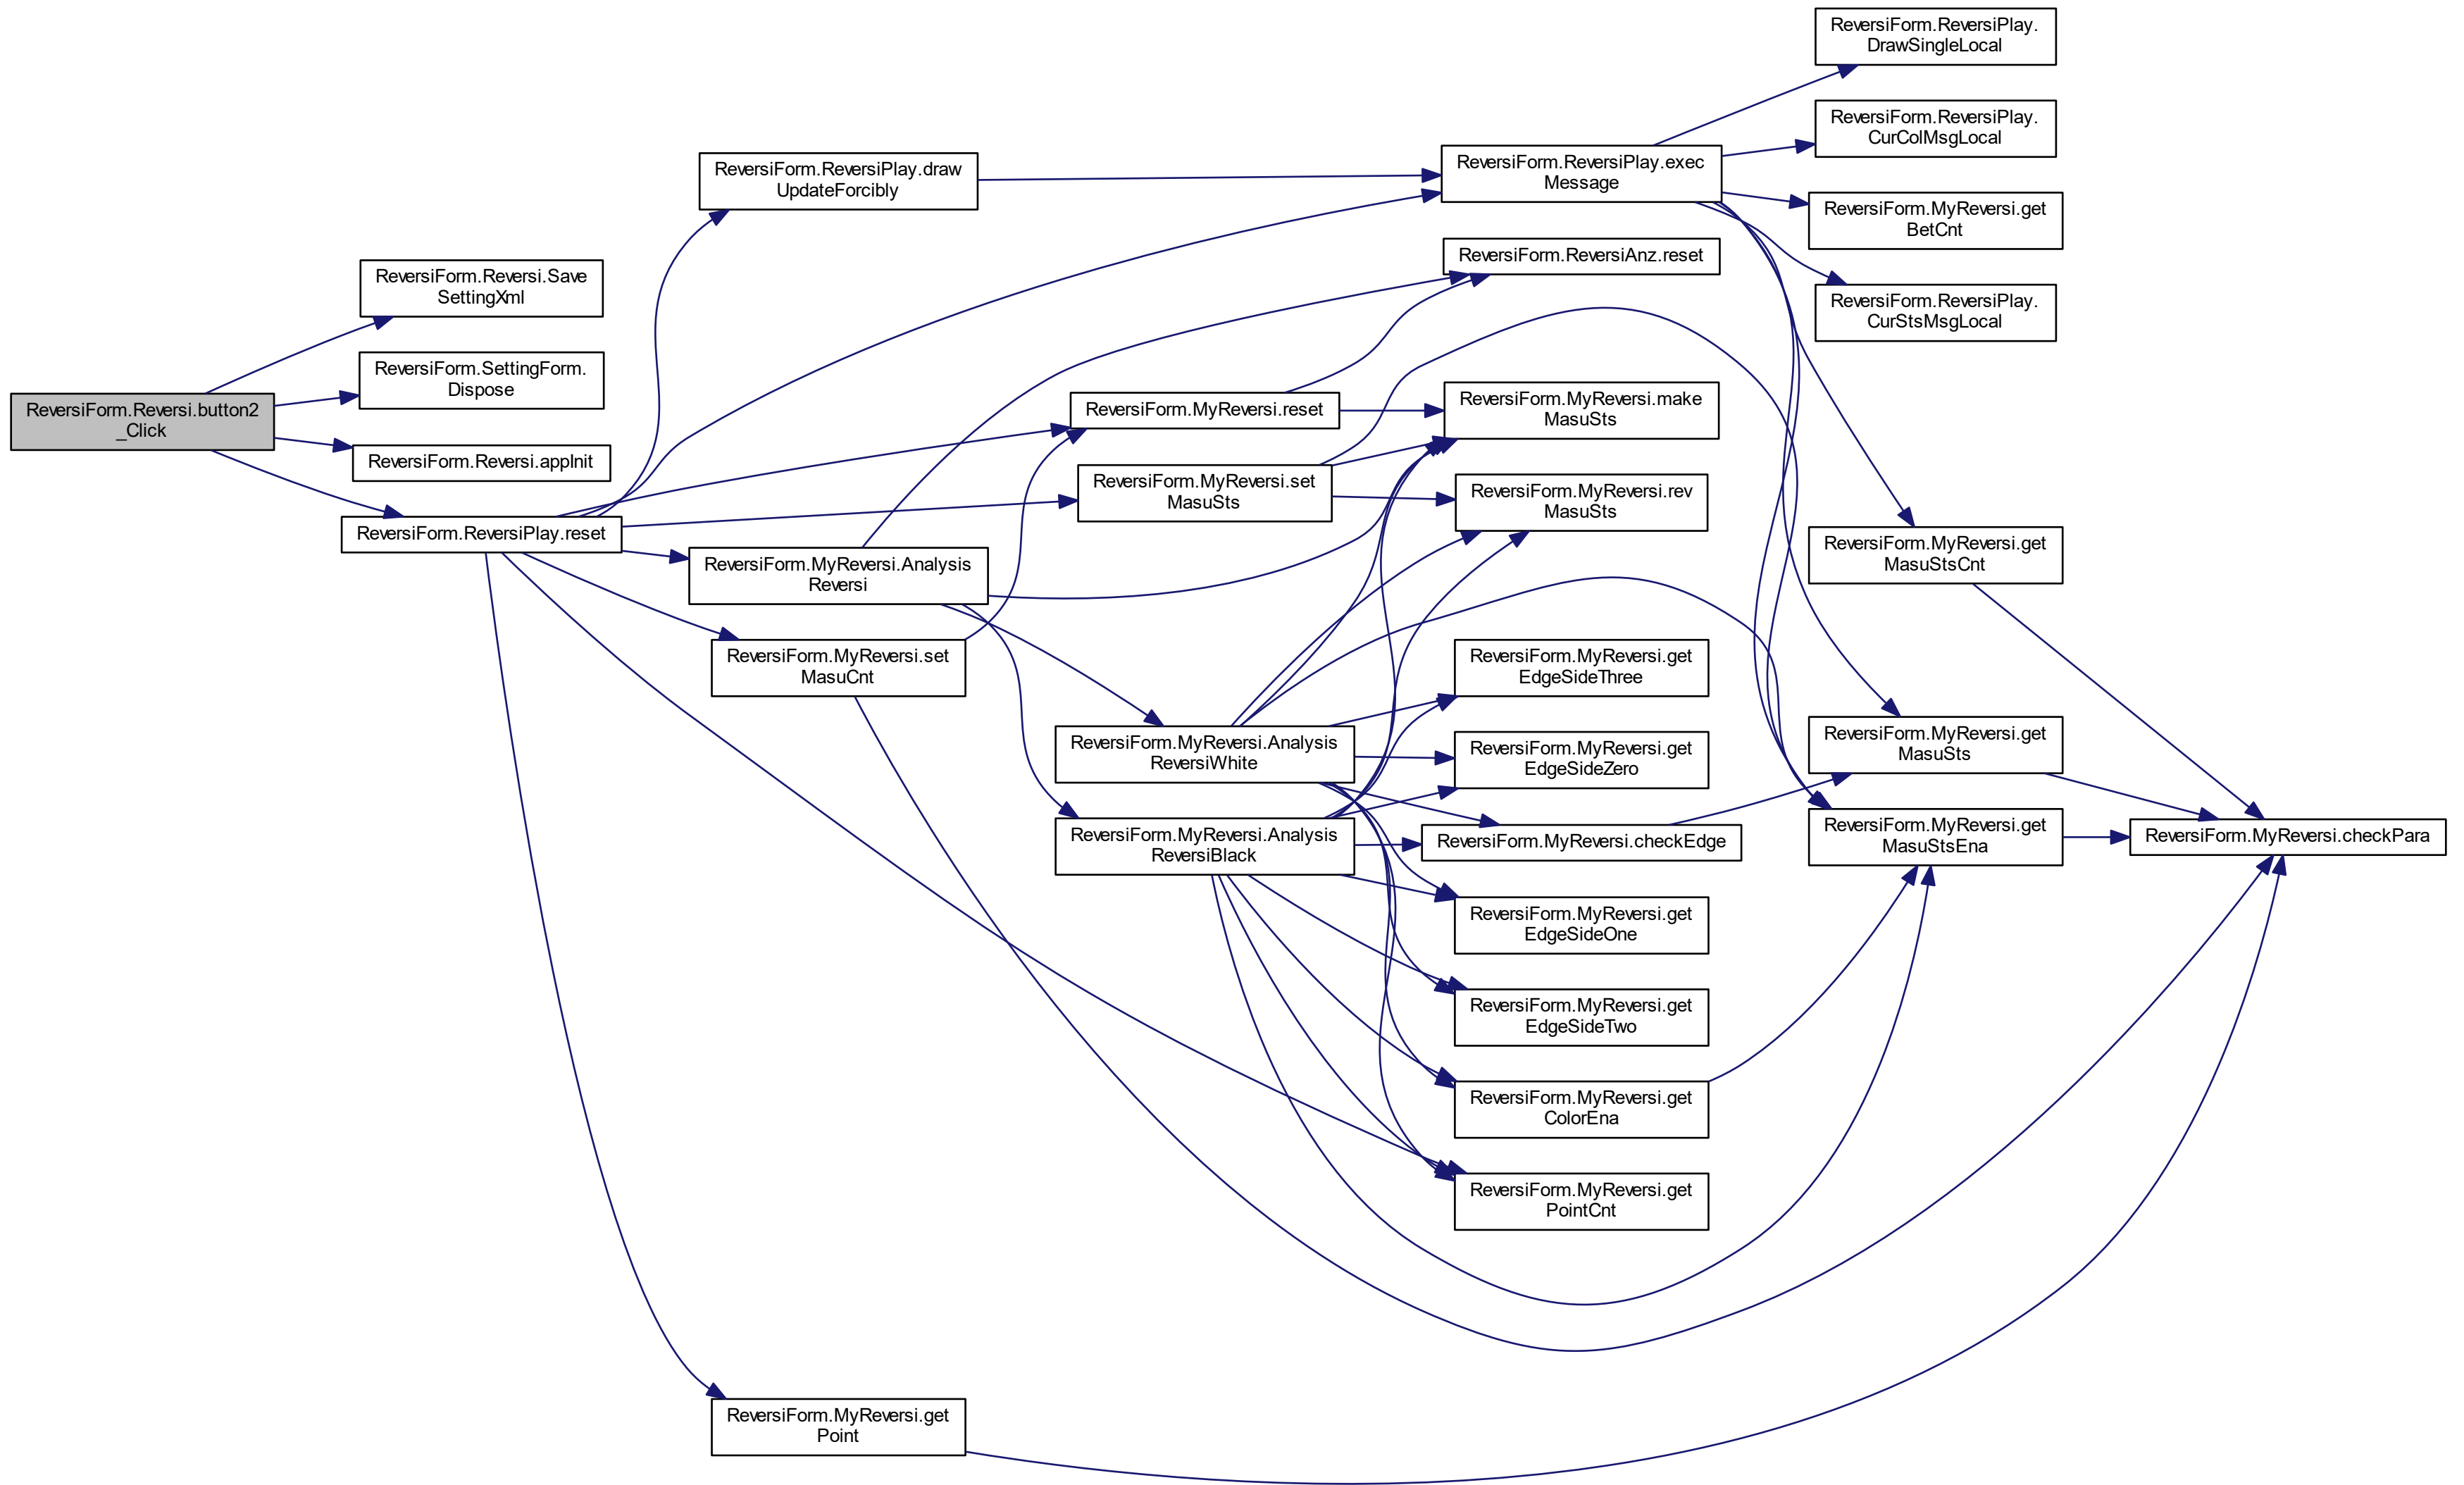 ReversiForm.Reversi.button2
_Click
ReversiForm.Reversi.Save
SettingXml
ReversiForm.SettingForm.
Dispose
ReversiForm.Reversi.appInit
ReversiForm.ReversiPlay.reset
ReversiForm.ReversiPlay.draw
UpdateForcibly
ReversiForm.MyReversi.Analysis
Reversi
ReversiForm.MyReversi.set
MasuCnt
ReversiForm.MyReversi.get
Point
ReversiForm.MyReversi.reset
ReversiForm.MyReversi.set
MasuSts
ReversiForm.MyReversi.Analysis
ReversiWhite
ReversiForm.MyReversi.Analysis
ReversiBlack
ReversiForm.ReversiPlay.exec
Message
ReversiForm.ReversiAnz.reset
ReversiForm.MyReversi.make
MasuSts
ReversiForm.MyReversi.rev
MasuSts
ReversiForm.MyReversi.get
EdgeSideThree
ReversiForm.MyReversi.get
EdgeSideZero
ReversiForm.MyReversi.checkEdge
ReversiForm.MyReversi.get
EdgeSideOne
ReversiForm.MyReversi.get
EdgeSideTwo
ReversiForm.MyReversi.get
ColorEna
ReversiForm.MyReversi.get
PointCnt
ReversiForm.ReversiPlay.
DrawSingleLocal
ReversiForm.ReversiPlay.
CurColMsgLocal
ReversiForm.MyReversi.get
BetCnt
ReversiForm.ReversiPlay.
CurStsMsgLocal
ReversiForm.MyReversi.get
MasuStsCnt
ReversiForm.MyReversi.get
MasuSts
ReversiForm.MyReversi.get
MasuStsEna
ReversiForm.MyReversi.checkPara